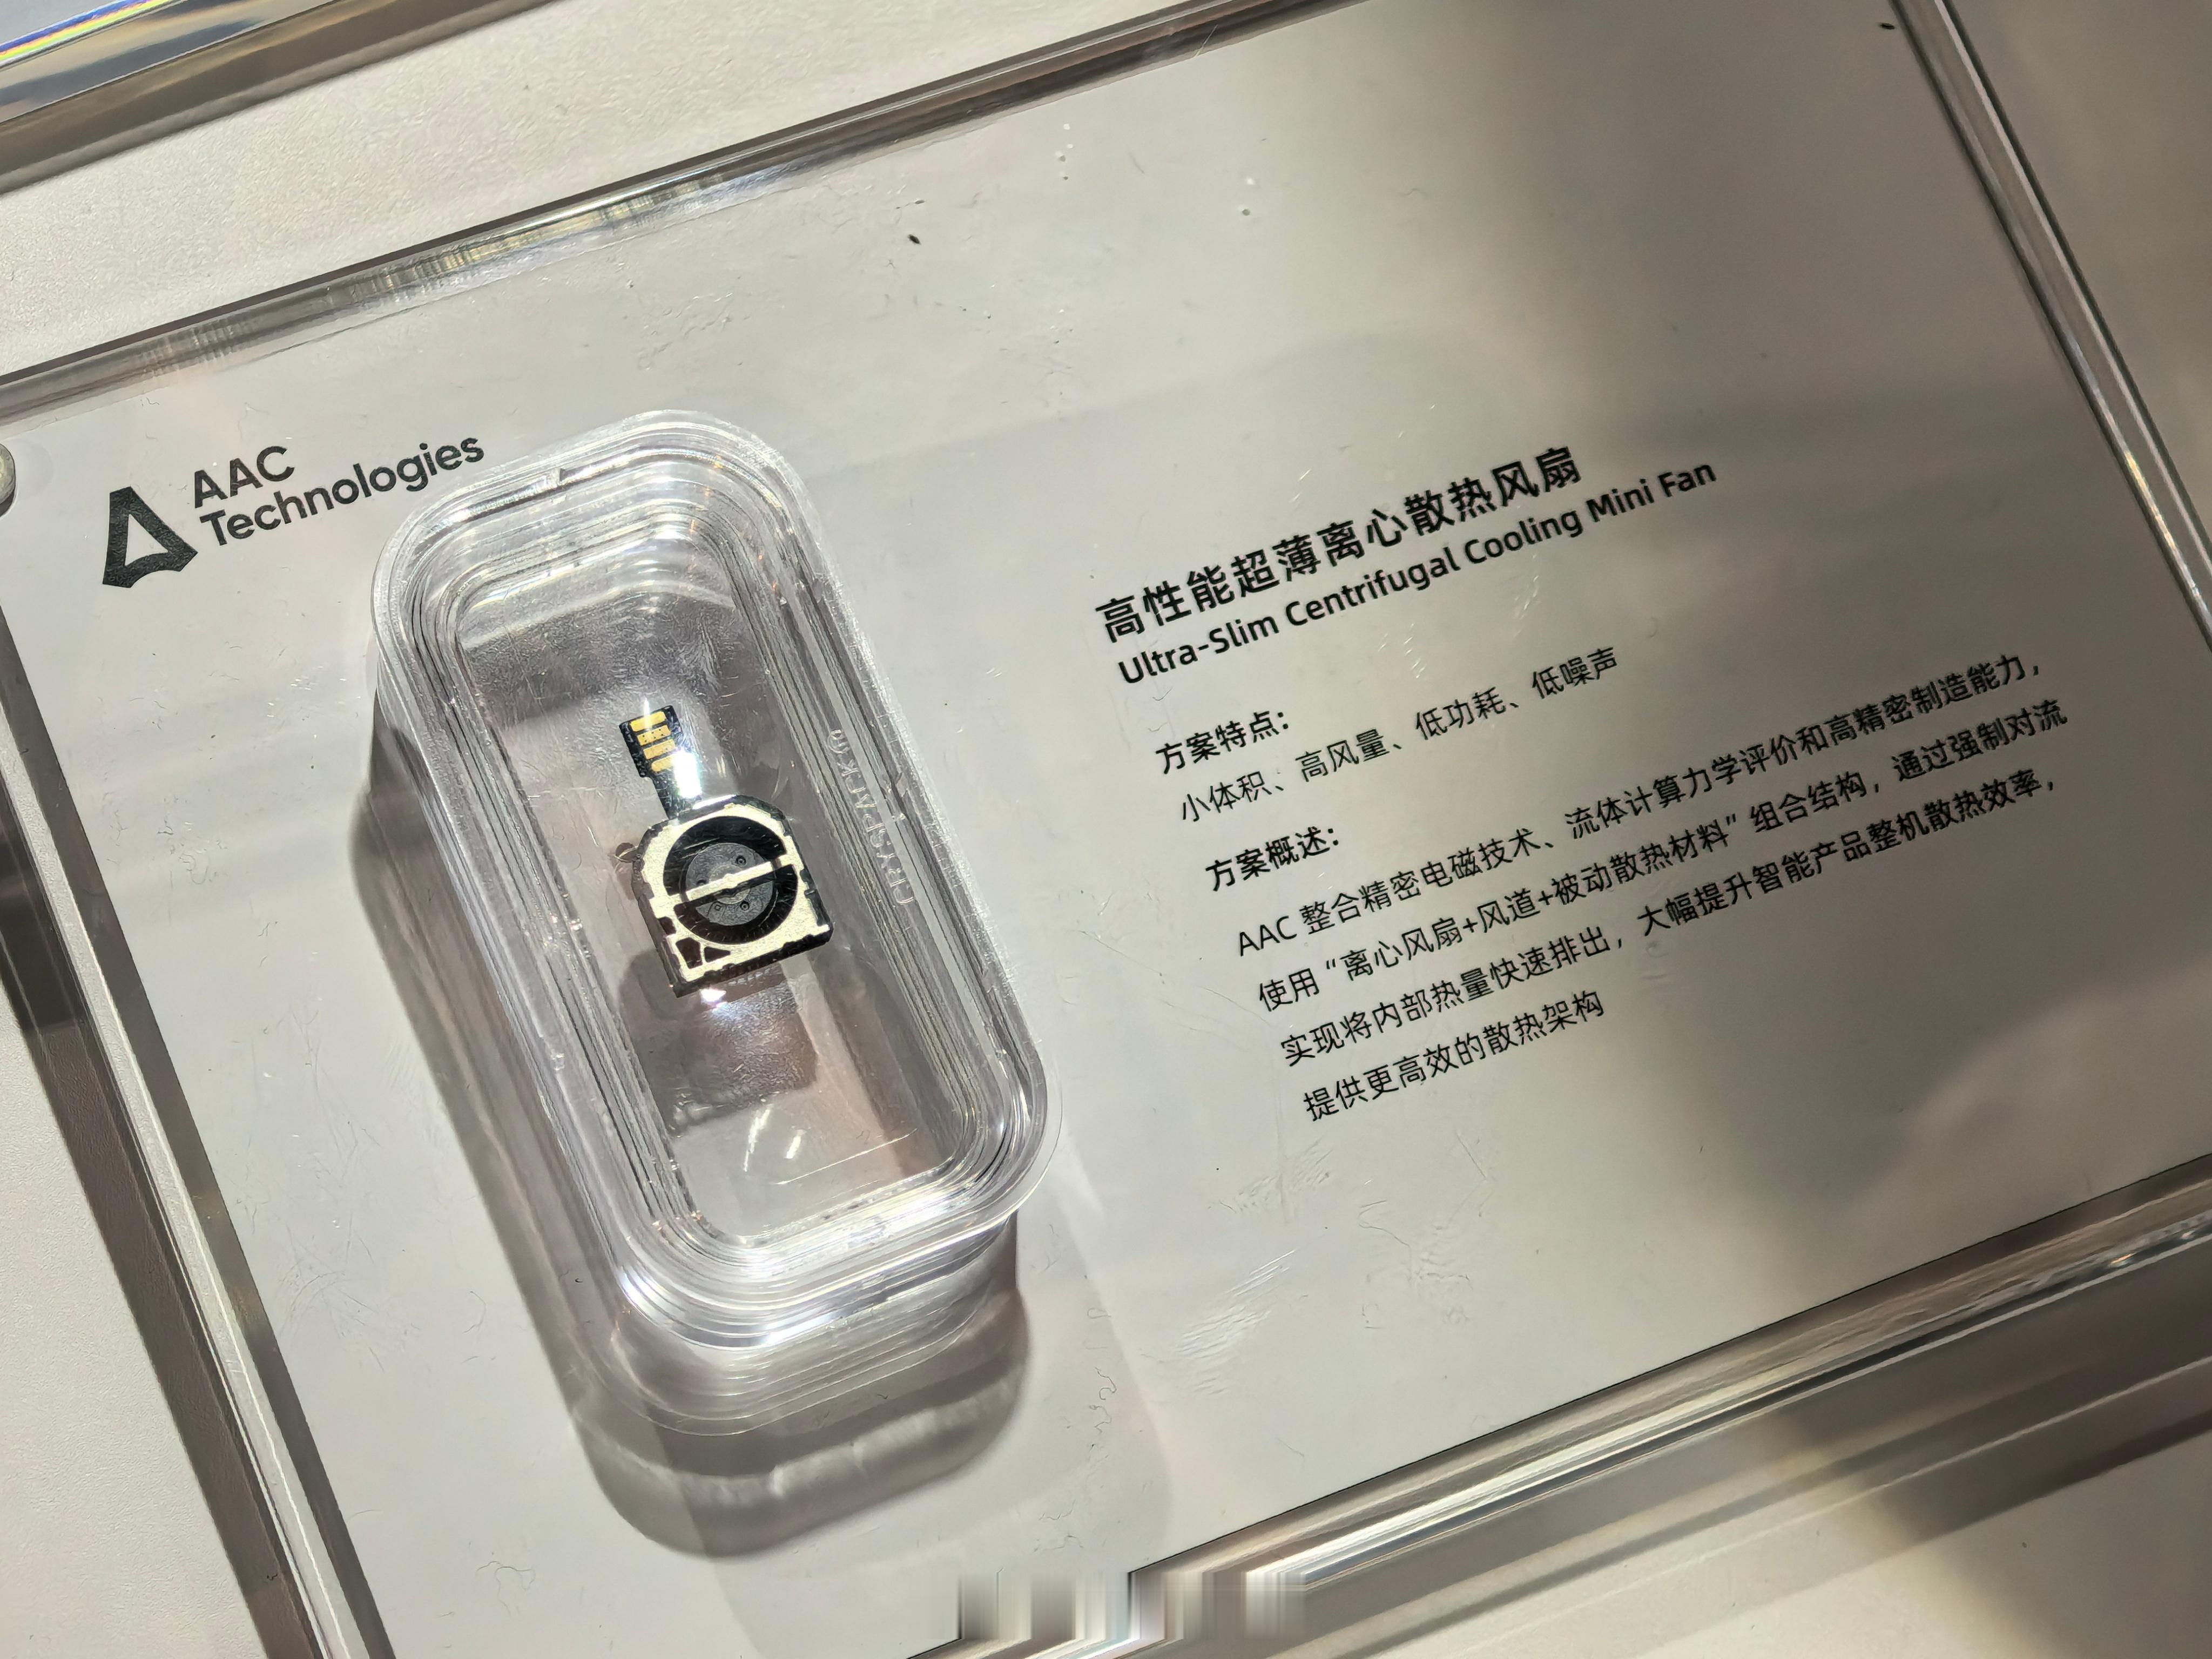 AAC
Technologies
高性能超薄离心散热风扇
Ultra-Slim Centrifugal Cooling Mini Fan
方案特点：
小体积、高风量、低功耗、低噪声
方案概述：
AAC 整合精密电磁技术、流体计算力学评价和高精密制造能力，
使用“离心风扇+风道+被动散热材料”组合结构，通过强制对流
实现将内部热量快速排出，大幅提升智能产品整机散热效率，
提供更高效的散热架构